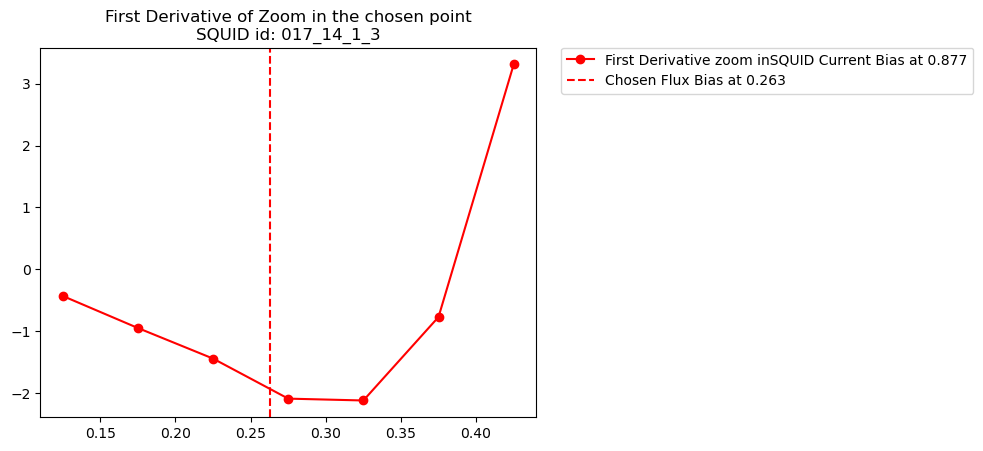 First Derivative of Zoom in the chosen point
SQUID id: 017_14_1_3
First Derivative zoom inSQUID Current Bias at 0.877
Chosen Flux Bias at 0.263
3
2
1
0
−1
−2
0.15 0.20 0.25 0.30 0.35 0.40